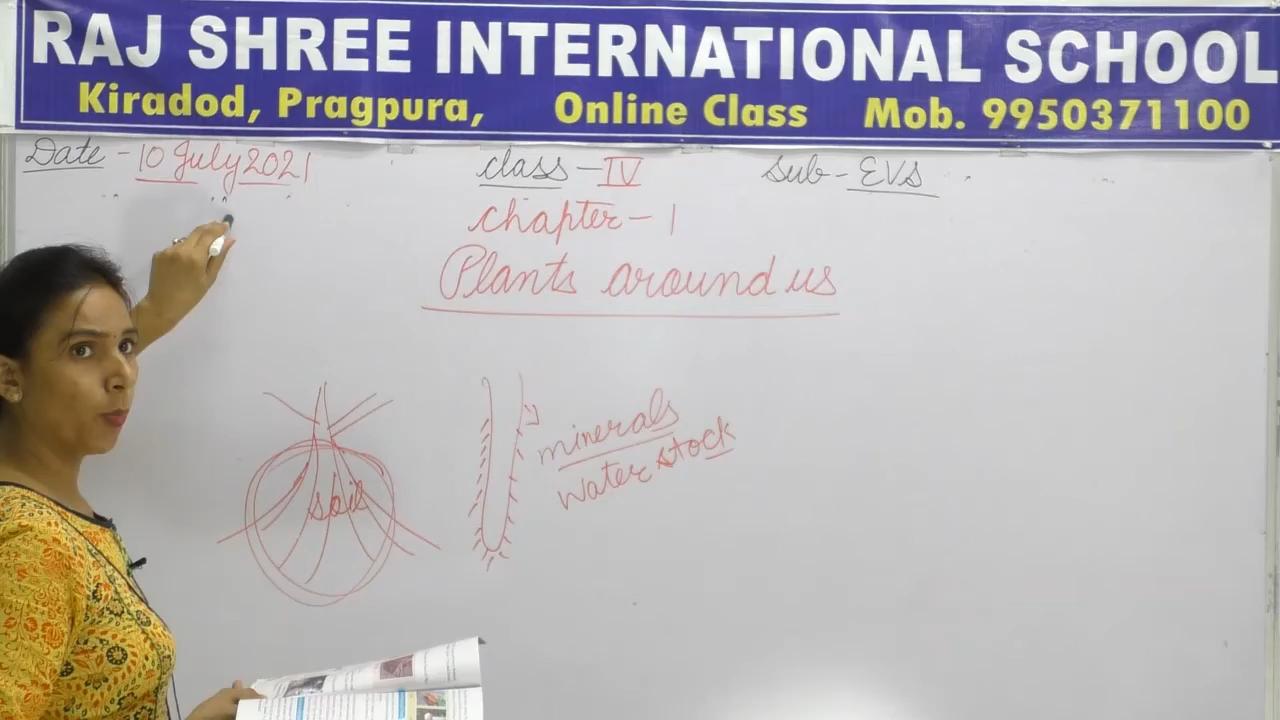 RAJ SHREE INTERNATIONAL SCHOOL
Kiradod, Pragpura, Online Class Mob. 9950371100
Date - 10 July 2021 class - IV Sub - EVS
chapter - 1
Plants around us
minerals
water stock
soil